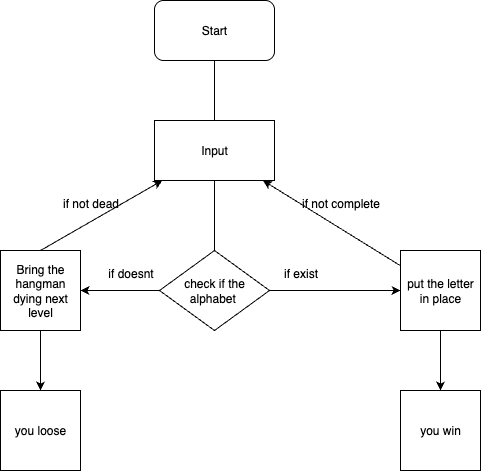 Start
Input
if not dead
if not complete
Bring the
hangman
dying next
level
if doesnt
check if the
alphabet
if exist
put the letter
in place
you loose
you win